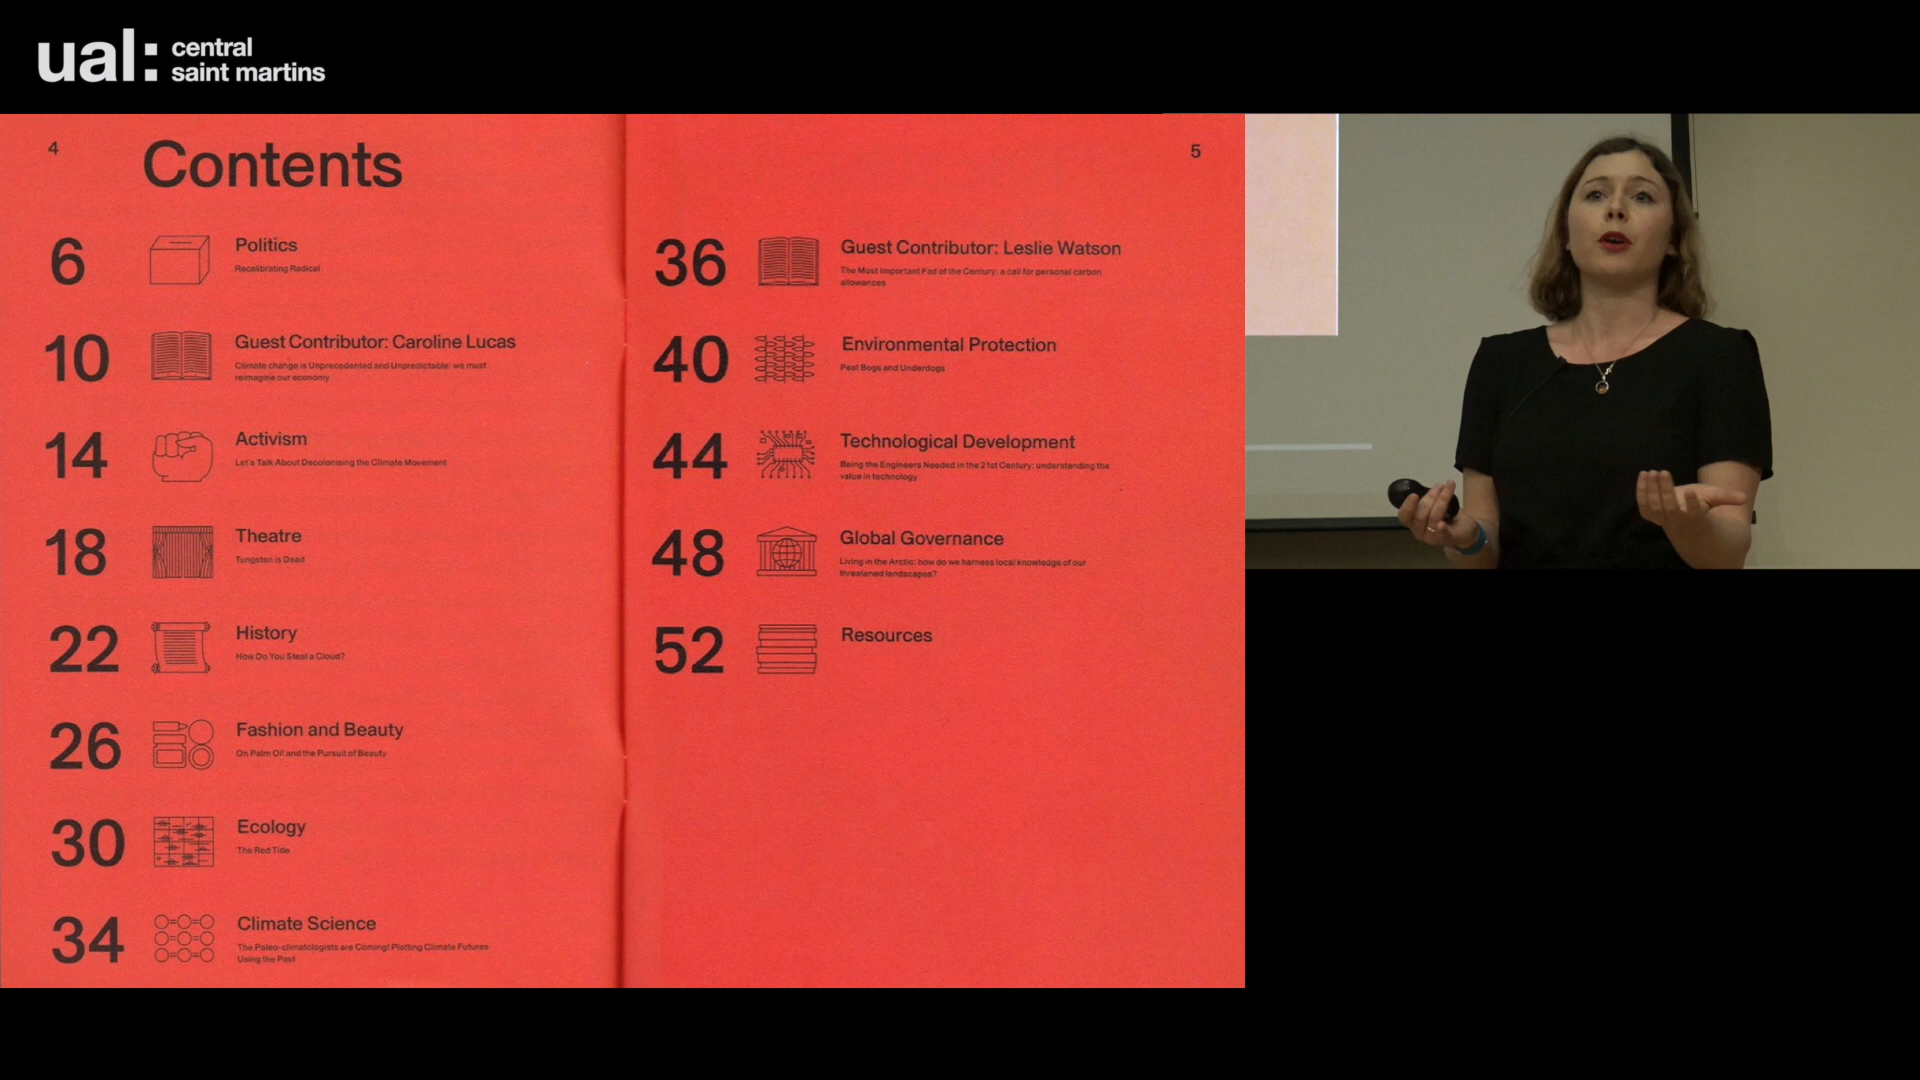 ual: central
saint martins
4
Contents
6
Politics
Recalibrating Radical
10
Guest Contributor: Caroline Lucas
Climate change is Unprecedented and Unpredictable: we must
reimagine our economy
14
Activism
Let's Talk About Decolonising the Climate Movement
18
Theatre
Tungsten is Dead
22
History
How Do You Steal a Cloud?
26
Fashion and Beauty
On Palm Oil and the Pursuit of Beauty
30
Ecology
The Red Tide
34
Climate Science
The Paleo-climatologists are Coming! Plotting Climate Futures
Using the Past
5
36
Guest Contributor: Leslie Watson
The Most Important Fad of the Century: a call for personal carbon
allowances
40
Environmental Protection
Peat Bogs and Underdogs
44
Technological Development
Being the Engineers Needed in the 21st Century: understanding the
value in technology
48
Global Governance
Living in the Arctic: how do we harness local knowledge of our
threatened landscapes?
52
Resources